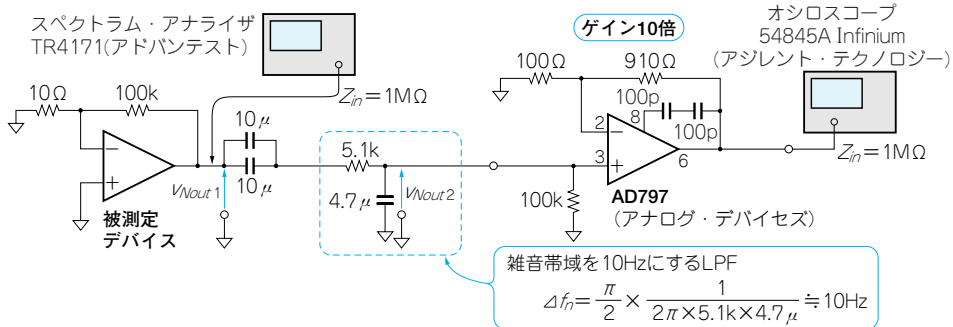 スペクトラム・アナライザ
TR4171(アドバンテスト)
Zin=1MΩ
ゲイン10倍
オシロスコープ
54845A Infinium
(アジレント・テクノロジー)
Zin=1MΩ
10Ω
100k
100Ω
910Ω
100p
8
100p
10μ
10μ
2
3
6
5.1k
4.7μ
vNout1
vNout2
100k
被測定
デバイス
AD797
(アナログ・デバイセズ)
雑音帯域を10HzにするLPF
Δfn=π/2×1/(2π×5.1k×4.7μ)≒10Hz